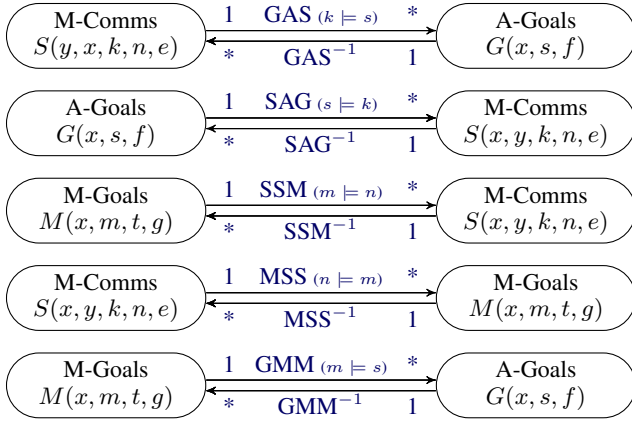 M-Comms 1 GAS (k ⊨ s) * A-Goals
S(y, x, k, n, e) * GAS⁻¹ 1 G(x, s, f)
A-Goals 1 SAG (s ⊨ k) * M-Comms
G(x, s, f) * SAG⁻¹ 1 S(x, y, k, n, e)
M-Goals 1 SSM (m ⊨ n) * M-Comms
M(x, m, t, g) * SSM⁻¹ 1 S(x, y, k, n, e)
M-Comms 1 MSS (n ⊨ m) * M-Goals
S(x, y, k, n, e) * MSS⁻¹ 1 M(x, m, t, g)
M-Goals 1 GMM (m ⊨ s) * A-Goals
M(x, m, t, g) * GMM⁻¹ 1 G(x, s, f)